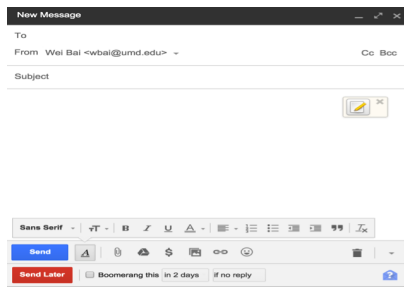 New Message
To
From Wei Bai <wbai@umd.edu> Cc Bcc
Subject
Sans Serif T B I U A Tx
Send A $
Send Later Boomerang this in 2 days if no reply ?